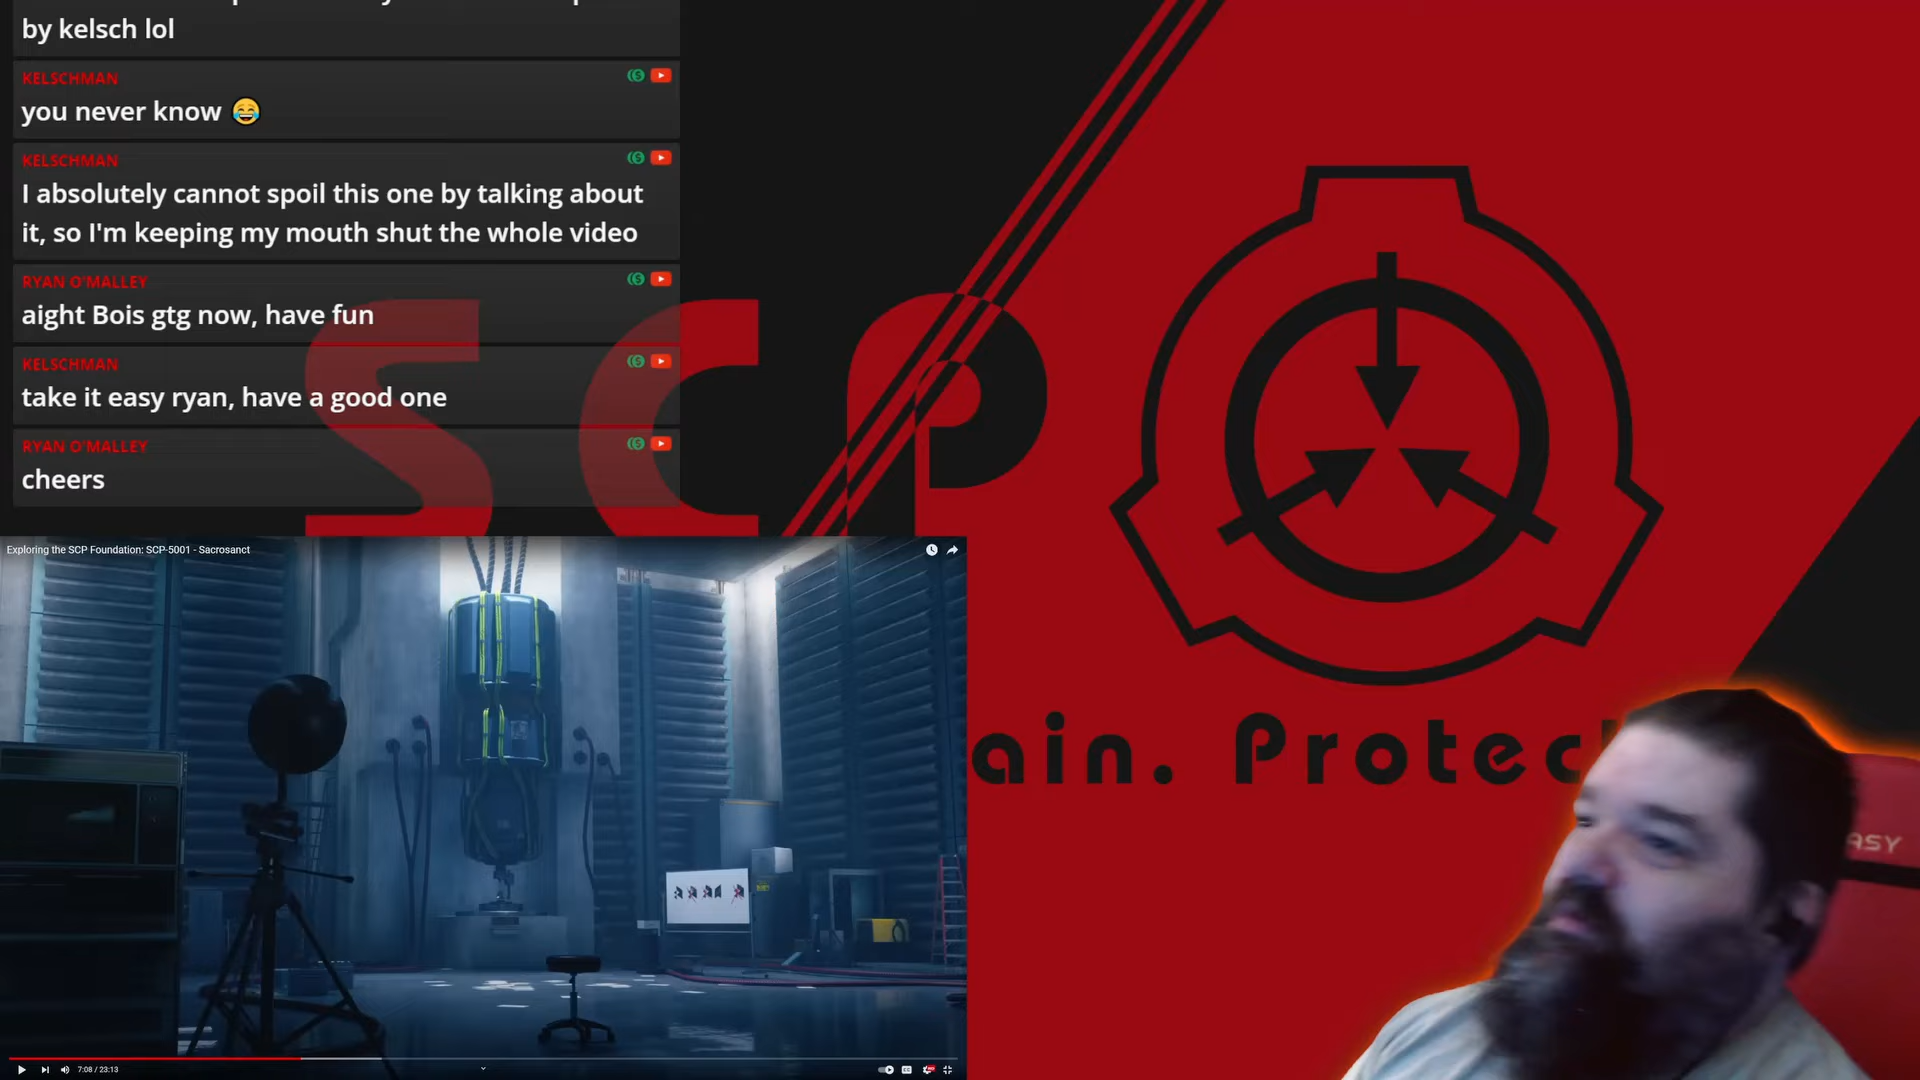 by kelsch lol
KELSCHMAN
you never know 😂
KELSCHMAN
I absolutely cannot spoil this one by talking about
it, so I'm keeping my mouth shut the whole video
RYAN O'MALLEY
aight Bois gtg now, have fun
KELSCHMAN
take it easy ryan, have a good one
RYAN O'MALLEY
cheers
SCP
Exploring the SCP Foundation: SCP-5001 - Sacrosanct
ain. Protec
ASY
7:08 / 23:13